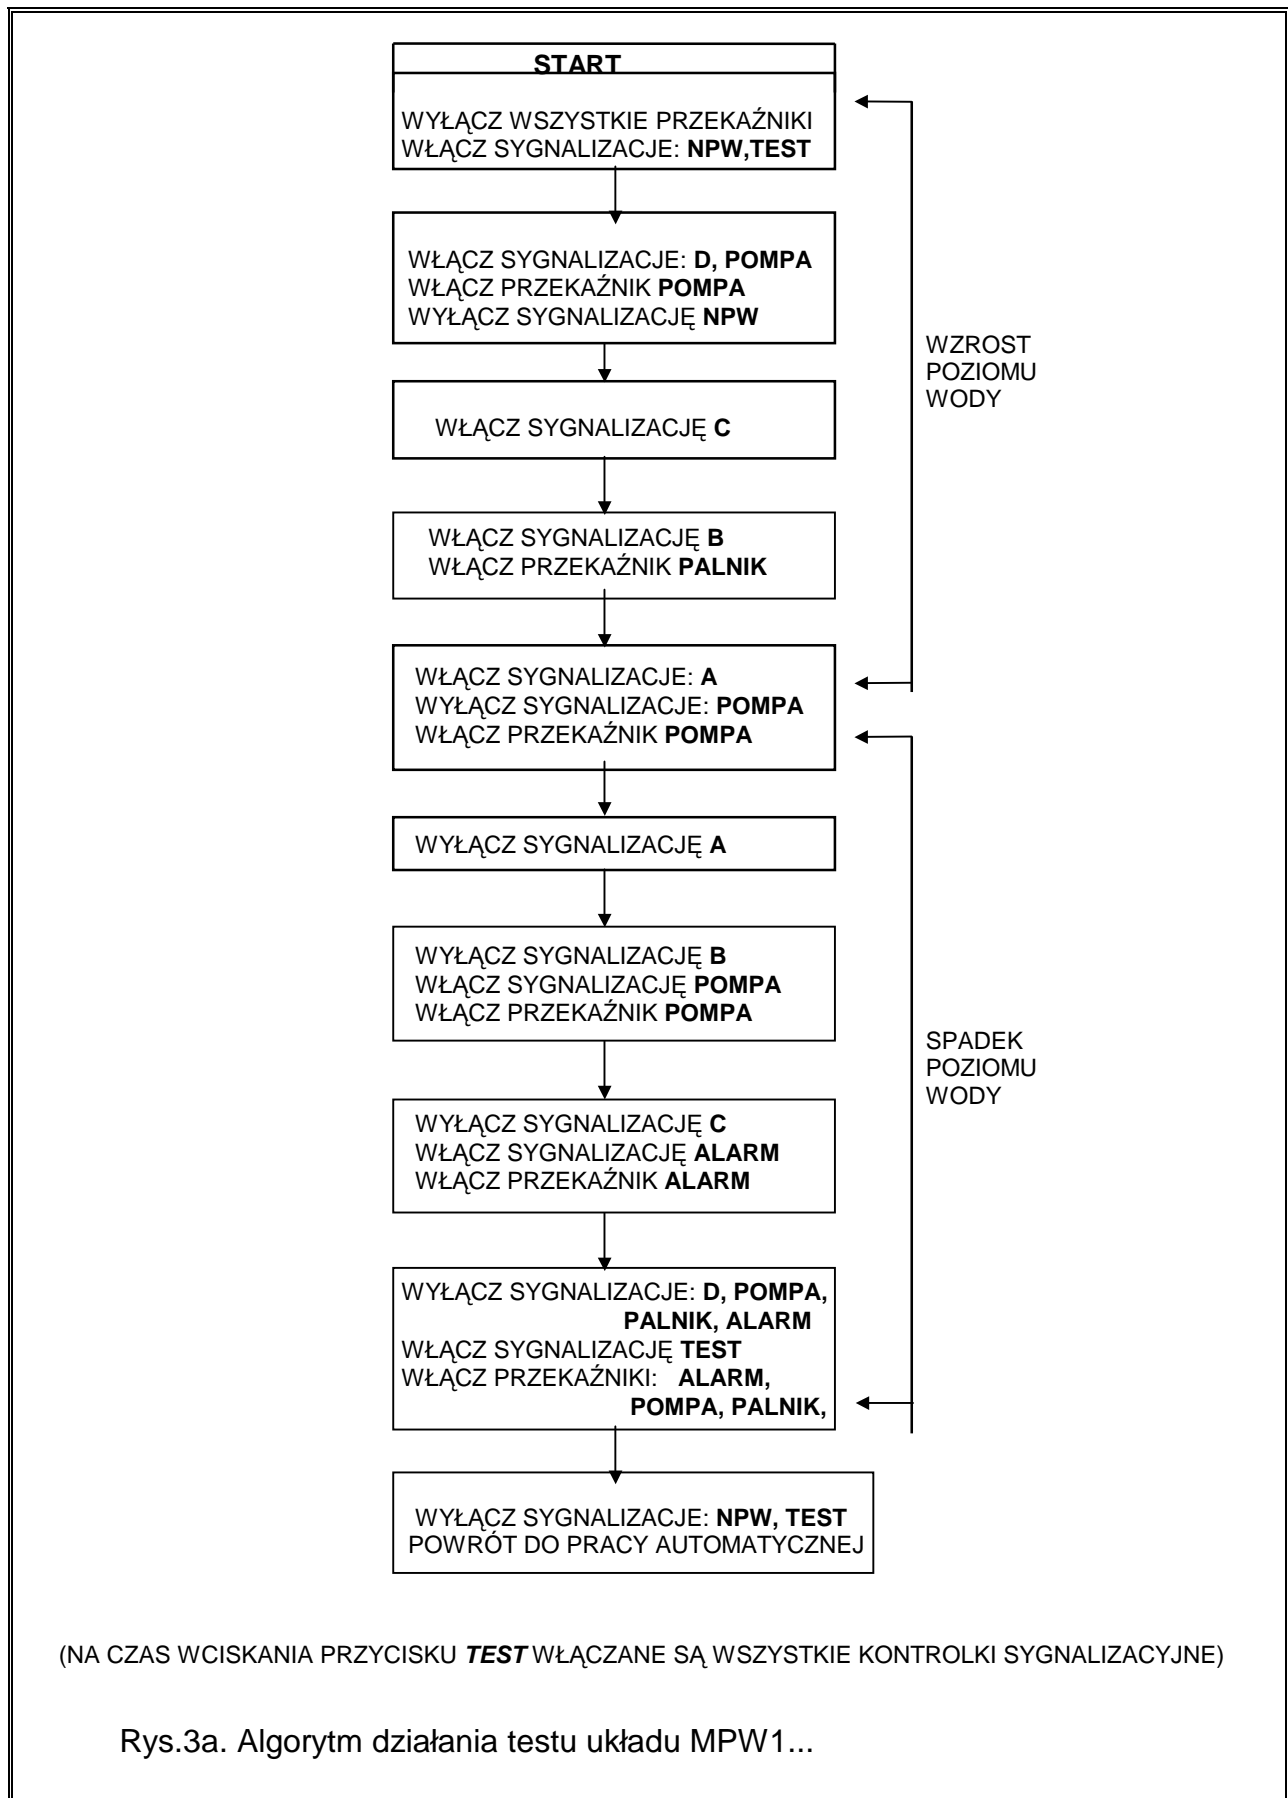 START
WYŁĄCZ WSZYSTKIE PRZEKAŹNIKI
WŁĄCZ SYGNALIZACJE: NPW,TEST
WŁĄCZ SYGNALIZACJE: D, POMPA
WŁĄCZ PRZEKAŹNIK POMPA
WYŁĄCZ SYGNALIZACJĘ NPW
WŁĄCZ SYGNALIZACJĘ C
WŁĄCZ SYGNALIZACJĘ B
WŁĄCZ PRZEKAŹNIK PALNIK
WŁĄCZ SYGNALIZACJE: A
WYŁĄCZ SYGNALIZACJE: POMPA
WŁĄCZ PRZEKAŹNIK POMPA
WZROST
POZIOMU
WODY
WYŁĄCZ SYGNALIZACJĘ A
WYŁĄCZ SYGNALIZACJĘ B
WŁĄCZ SYGNALIZACJĘ POMPA
WŁĄCZ PRZEKAŹNIK POMPA
WYŁĄCZ SYGNALIZACJĘ C
WŁĄCZ SYGNALIZACJĘ ALARM
WŁĄCZ PRZEKAŹNIK ALARM
WYŁĄCZ SYGNALIZACJE: D, POMPA,
PALNIK, ALARM
WŁĄCZ SYGNALIZACJĘ TEST
WŁĄCZ PRZEKAŹNIKI: ALARM,
POMPA, PALNIK,
SPADEK
POZIOMU
WODY
WYŁĄCZ SYGNALIZACJE: NPW, TEST
POWRÓT DO PRACY AUTOMATYCZNEJ
(NA CZAS WCISKANIA PRZYCISKU TEST WŁĄCZANE SĄ WSZYSTKIE KONTROLKI SYGNALIZACYJNE)
Rys.3a. Algorytm działania testu układu MPW1...